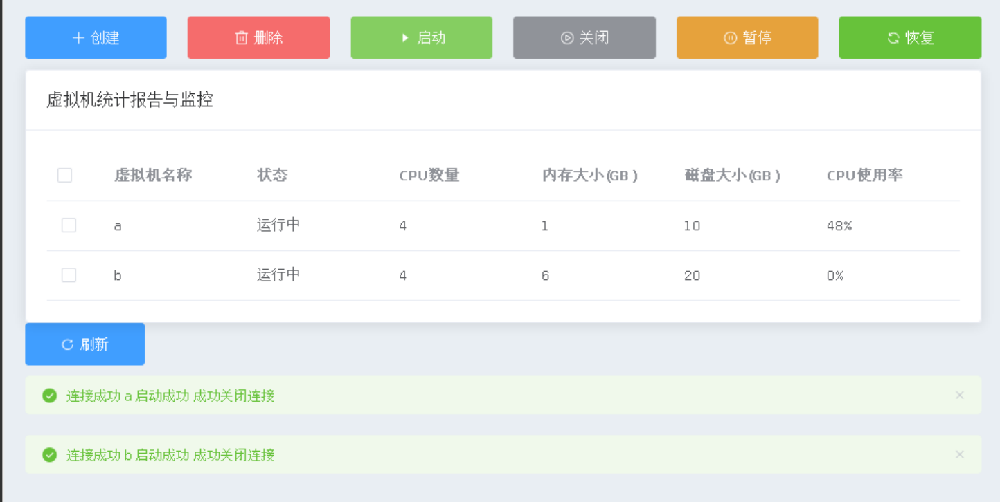 创建 删除 启动 关闭 暂停 恢复
虚拟机统计报告与监控
虚拟机名称 状态 CPU数量 内存大小(GB) 磁盘大小(GB) CPU使用率
a 运行中 4 1 10 48%
b 运行中 4 6 20 0%
刷新
连接成功 a 启动成功 成功关闭连接
连接成功 b 启动成功 成功关闭连接